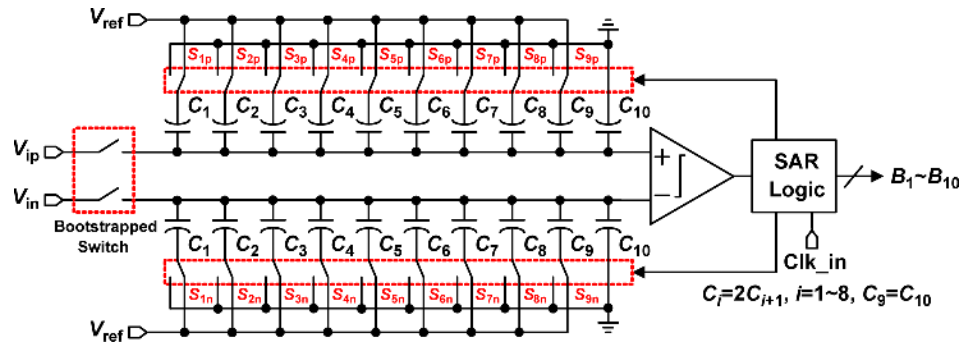 Vref
S1p S2p S3p S4p S5p S6p S7p S8p S9p
C1 C2 C3 C4 C5 C6 C7 C8 C9 C10
Vip
+
SAR
Logic
B1~B10
Vin
−
Bootstrapped
Switch
C1 C2 C3 C4 C5 C6 C7 C8 C9 C10
Clk_in
S1n S2n S3n S4n S5n S6n S7n S8n S9n
Ci=2Ci+1, i=1~8, C9=C10
Vref